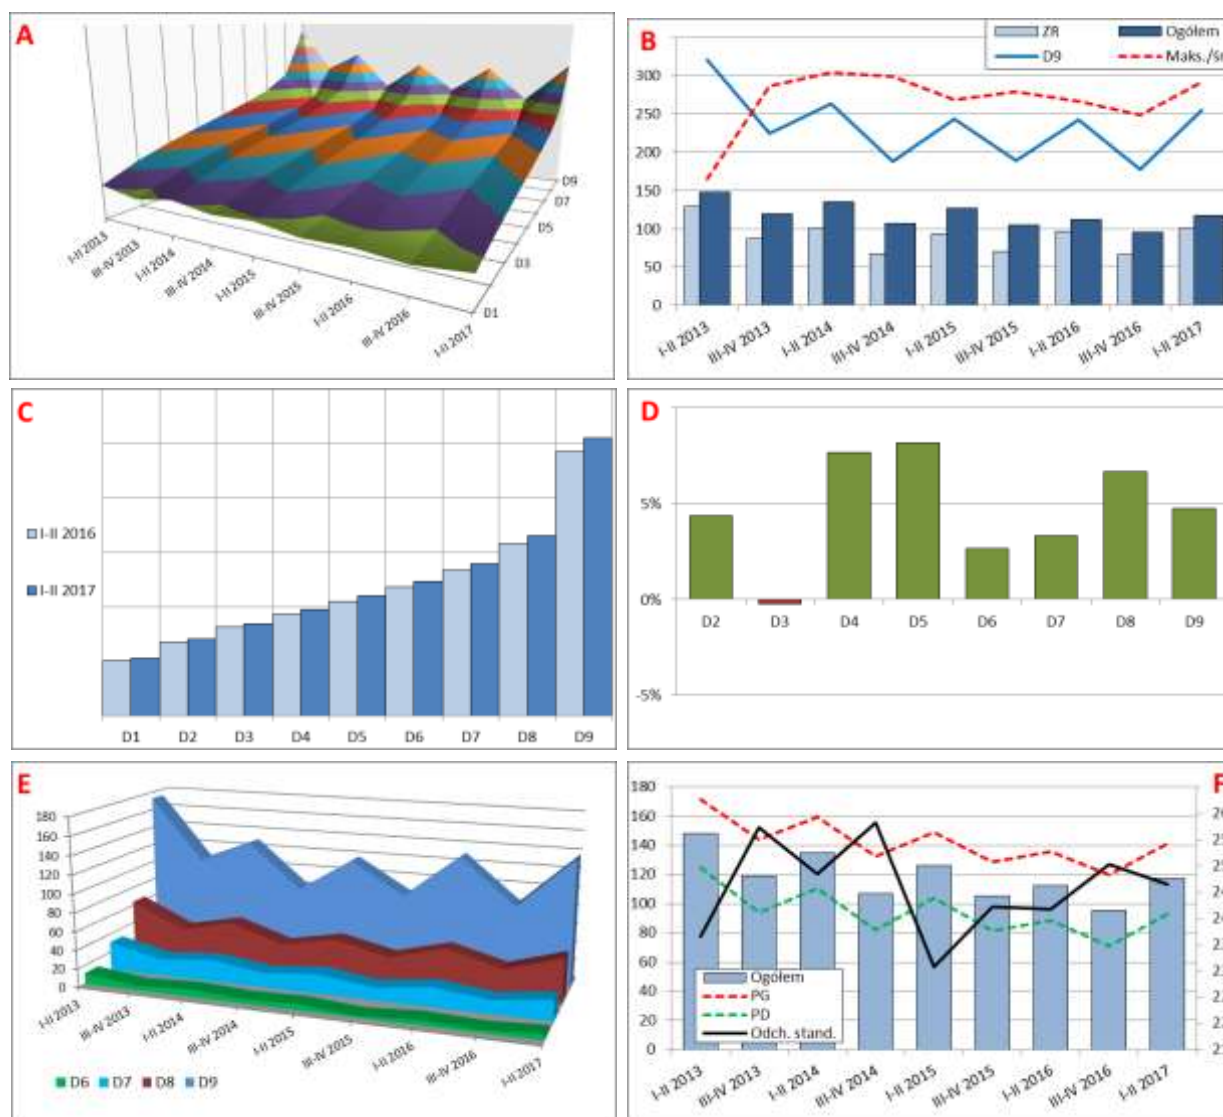 A
I-II 2013
III-IV 2013
I-II 2014
III-IV 2014
I-II 2015
III-IV 2015
I-II 2016
III-IV 2016
I-II 2017
D1
D3
D5
D7
D9
B
ZR
Ogółem
D9
Maks./śr
300
250
200
150
100
50
0
I-II 2013
III-IV 2013
I-II 2014
III-IV 2014
I-II 2015
III-IV 2015
I-II 2016
III-IV 2016
I-II 2017
C
I-II 2016
I-II 2017
D1 D2 D3 D4 D5 D6 D7 D8 D9
D
5%
0%
-5%
D2 D3 D4 D5 D6 D7 D8 D9
E
180
160
140
120
100
80
60
40
20
0
I-II 2013
III-IV 2013
I-II 2014
III-IV 2014
I-II 2015
III-IV 2015
I-II 2016
III-IV 2016
I-II 2017
D6 D7 D8 D9
F
180
160
140
120
100
80
60
40
20
0
Ogółem
PG
PD
Odch. stand.
I-II 2013
III-IV 2013
I-II 2014
III-IV 2014
I-II 2015
III-IV 2015
I-II 2016
III-IV 2016
I-II 2017